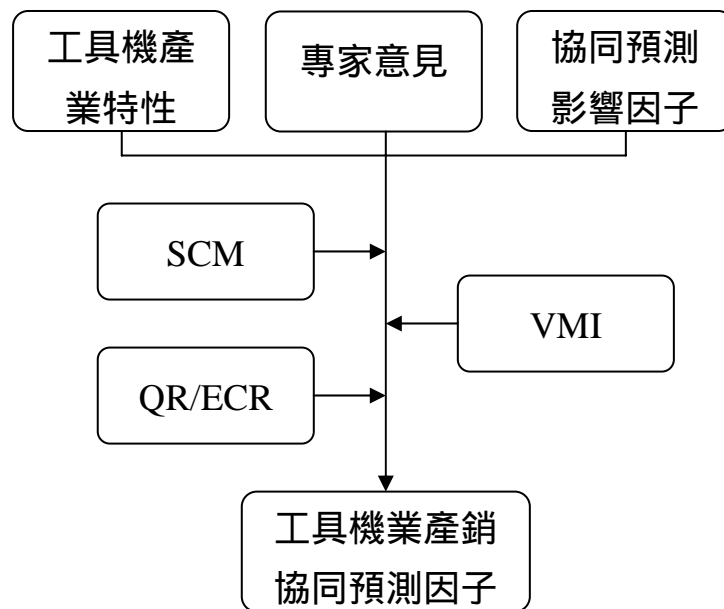 工具機產
業特性
專家意見
協同預測
影響因子
SCM
VMI
QR/ECR
工具機業產銷
協同預測因子